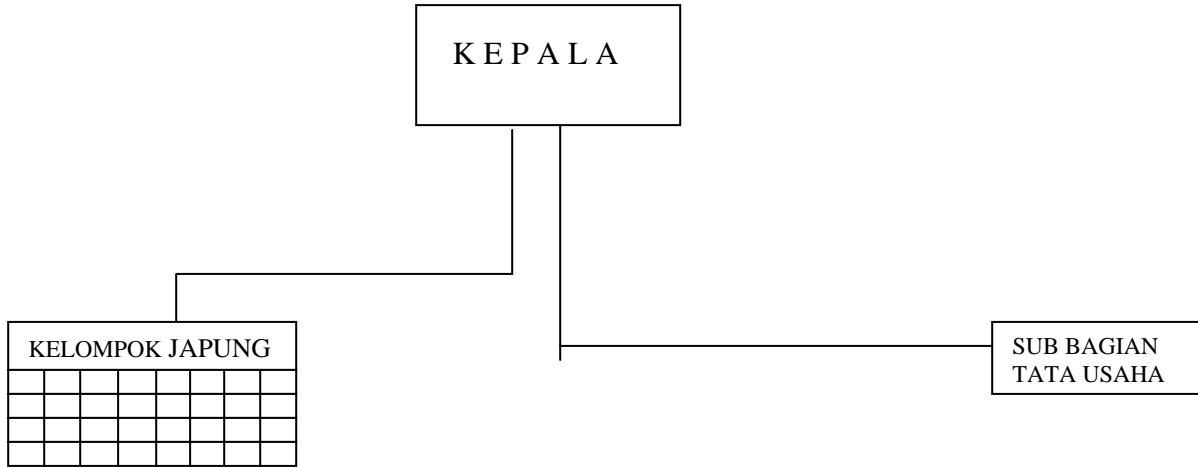 K E P A L A
KELOMPOK JAPUNG
SUB BAGIAN
TATA USAHA